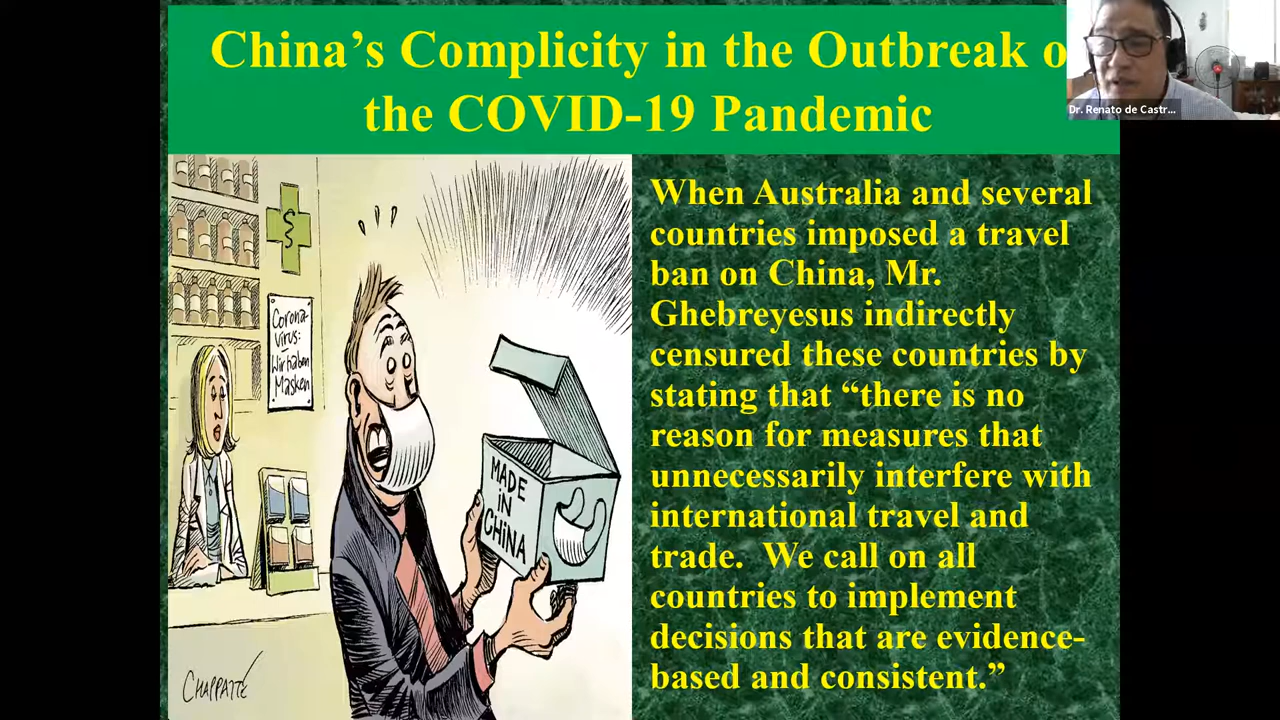 China’s Complicity in the Outbreak o
the COVID-19 Pandemic
Dr. Renato de Castr...
Corona-
virus:
Wir haben
Masken
MADE
IN
CHINA
CHAPPATTE
When Australia and several
countries imposed a travel
ban on China, Mr.
Ghebreyesus indirectly
censured these countries by
stating that “there is no
reason for measures that
unnecessarily interfere with
international travel and
trade.  We call on all
countries to implement
decisions that are evidence-
based and consistent.”